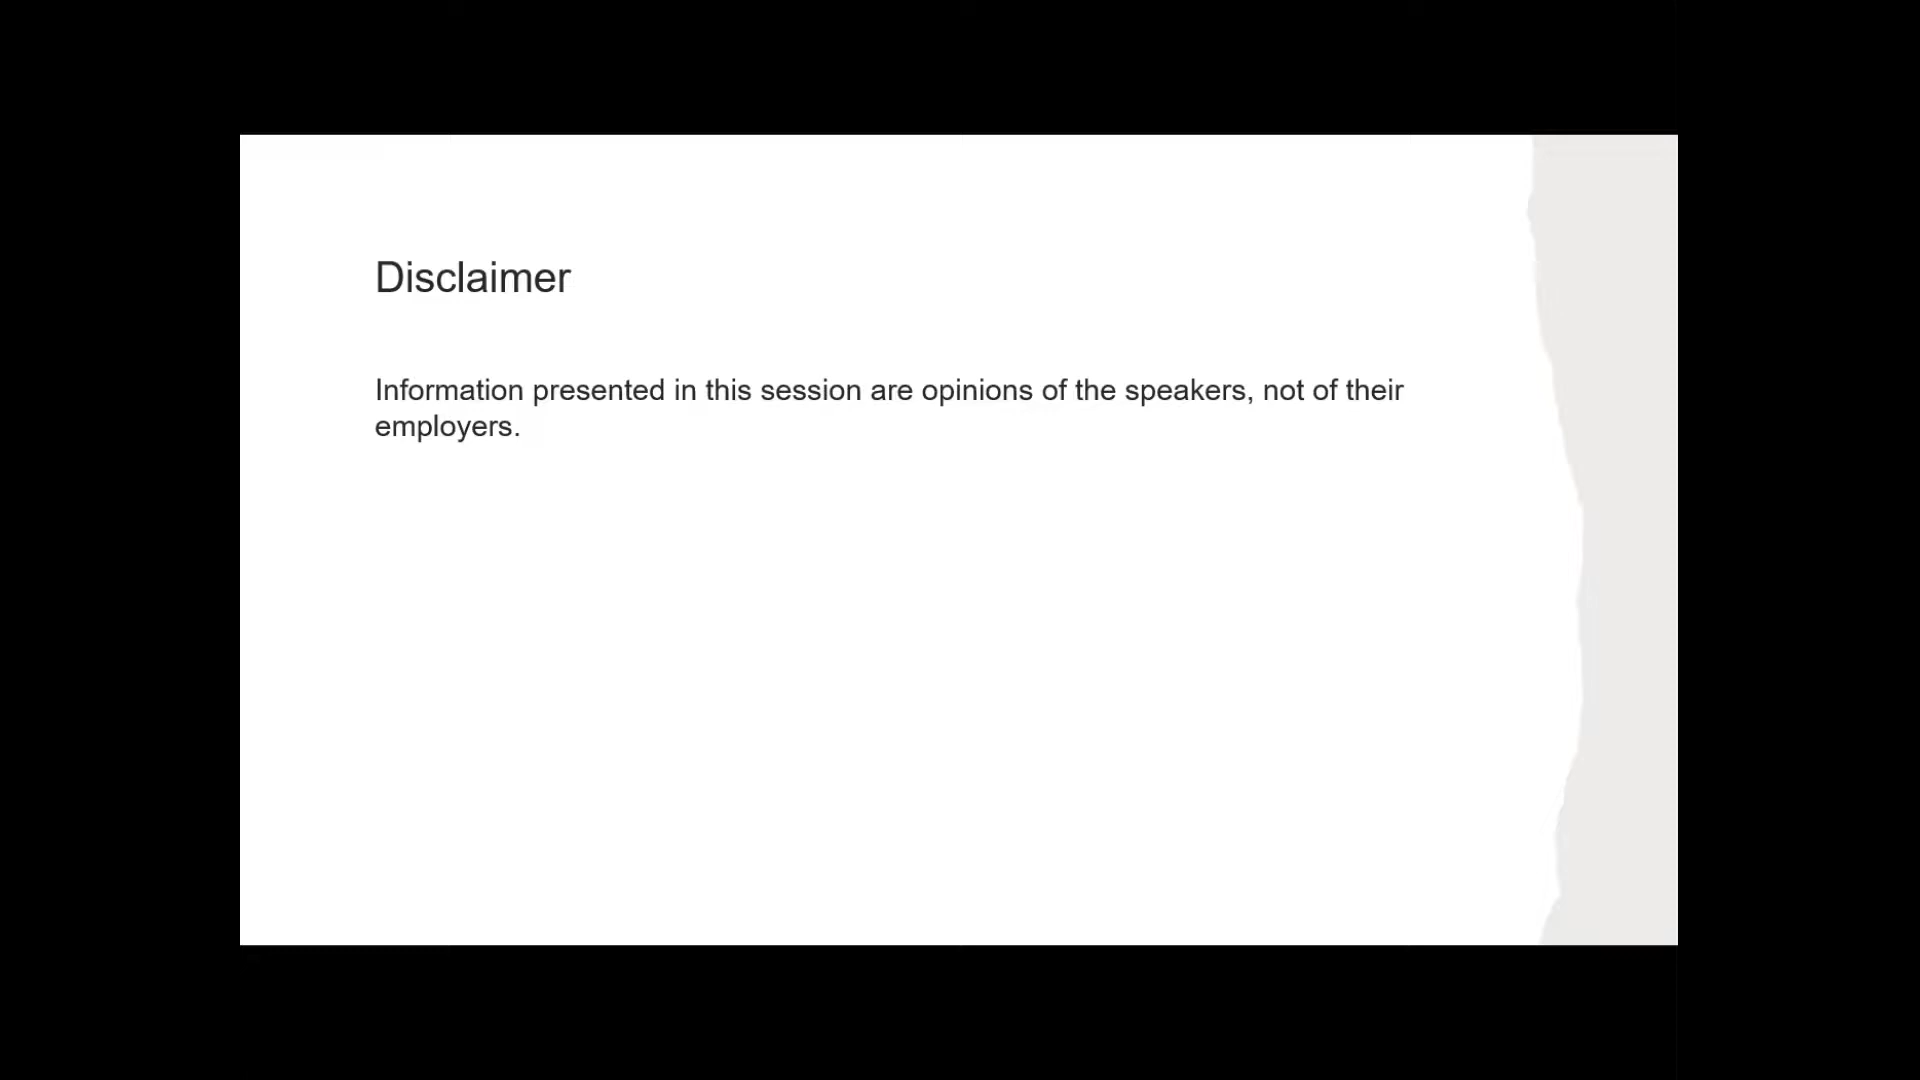 Disclaimer
Information presented in this session are opinions of the speakers, not of their
employers.